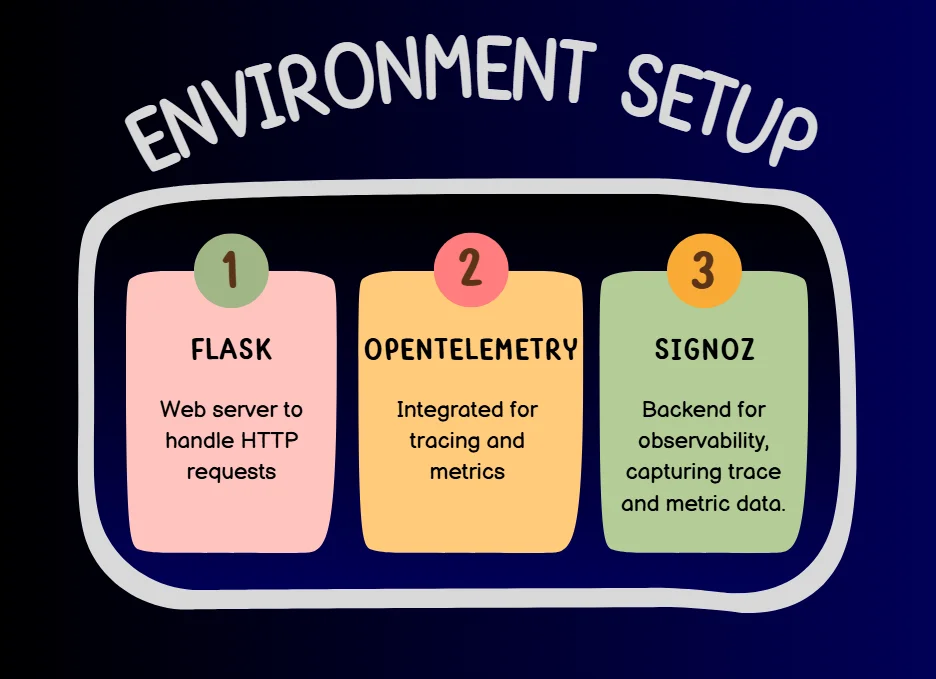 ENVIRONMENT SETUP
1
FLASK
Web server to
handle HTTP
requests
2
OPENTELEMETRY
Integrated for
tracing and
metrics
3
SIGNOZ
Backend for
observability,
capturing trace
and metric data.